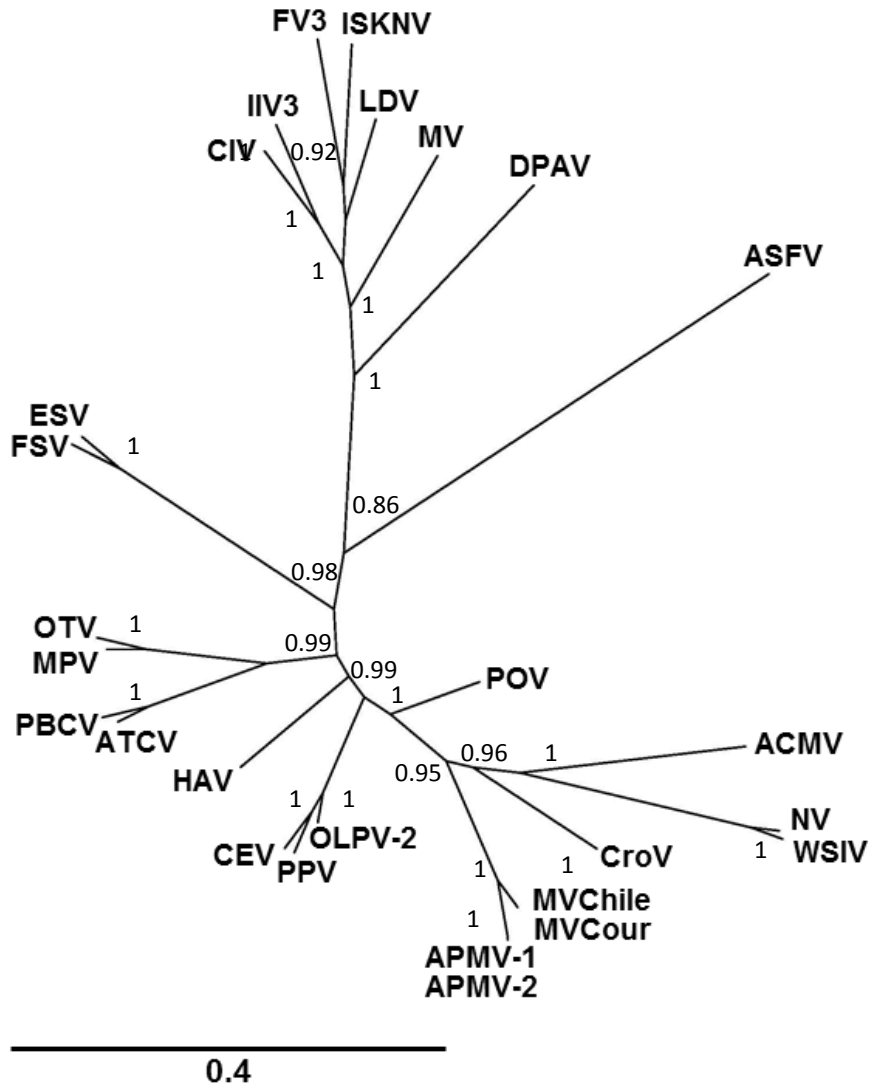 FV3 ISKNV
IIV3 LDV
CIV 1 0.92 MV
DPAV
1
ASFV
1
1
1
ESV
FSV 1
0.86
0.98
OTV 1
0.99
MPV
0.99
POV
1 1
PBCV
ATCV
ACMV
0.96 1
HAV 0.95
1 1
NV
OLPV-2
WSIV
CEV
CroV 1
PPV
1 1
MVChile
1
MVCour
APMV-1
APMV-2
0.4